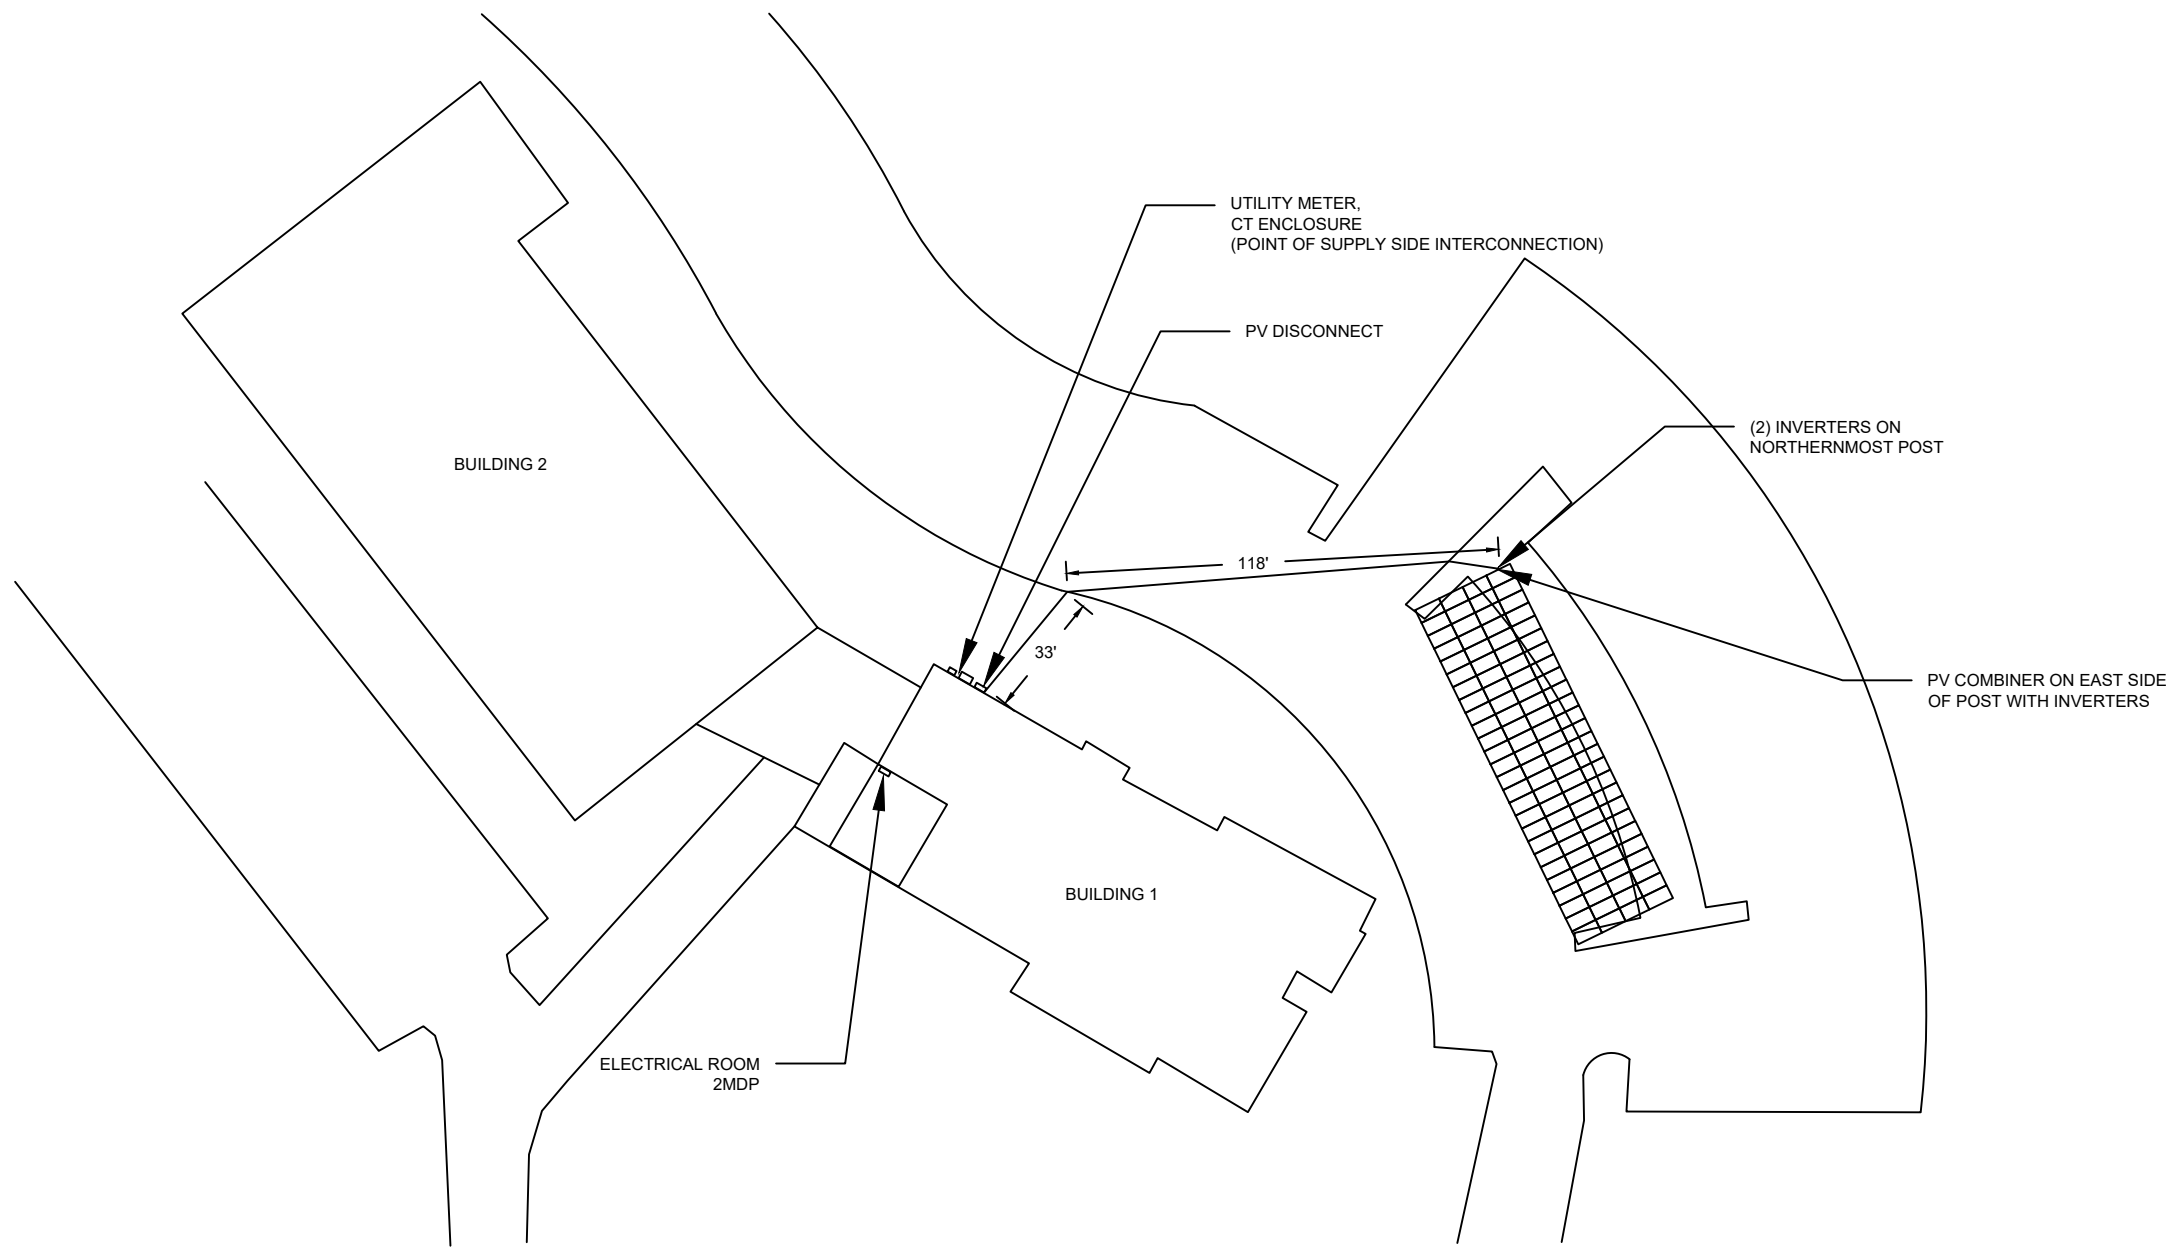 UTILITY METER,
CT ENCLOSURE
(POINT OF SUPPLY SIDE INTERCONNECTION)
PV DISCONNECT
(2) INVERTERS ON
NORTHERNMOST POST
BUILDING 2
118'
33'
PV COMBINER ON EAST SIDE
OF POST WITH INVERTERS
BUILDING 1
ELECTRICAL ROOM
2MDP